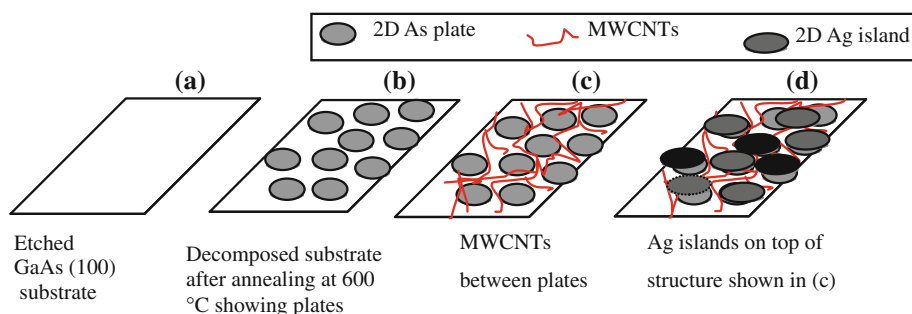 2D As plate
MWCNTs
2D Ag island
(a)
(b)
(c)
(d)
Etched
GaAs (100)
substrate
Decomposed substrate
after annealing at 600
°C showing plates
MWCNTs
between plates
Ag islands on top of
structure shown in (c)